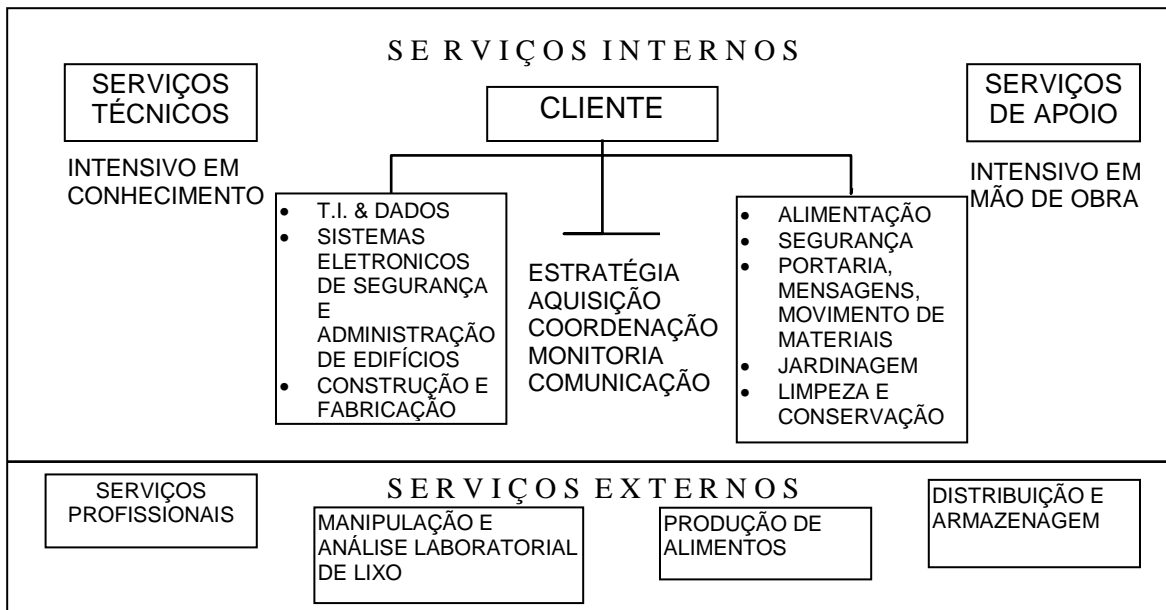 SE RVIÇOS INTERNOS
SERVIÇOS
TÉCNICOS
CLIENTE
SERVIÇOS
DE APOIO
INTENSIVO EM
CONHECIMENTO
INTENSIVO EM
MÃO DE OBRA
• T.I. & DADOS
• SISTEMAS
ELETRONICOS
DE SEGURANÇA
E
ADMINISTRAÇÃO
DE EDIFÍCIOS
• CONSTRUÇÃO E
FABRICAÇÃO
ESTRATÉGIA
AQUISIÇÃO
COORDENAÇÃO
MONITORIA
COMUNICAÇÃO
• ALIMENTAÇÃO
• SEGURANÇA
• PORTARIA,
MENSAGENS,
MOVIMENTO DE
MATERIAIS
• JARDINAGEM
• LIMPEZA E
CONSERVAÇÃO
SERVIÇOS EXTERNOS
SERVIÇOS
PROFISSIONAIS
MANIPULAÇÃO E
ANÁLISE LABORATORIAL
DE LIXO
PRODUÇÃO DE
ALIMENTOS
DISTRIBUIÇÃO E
ARMAZENAGEM